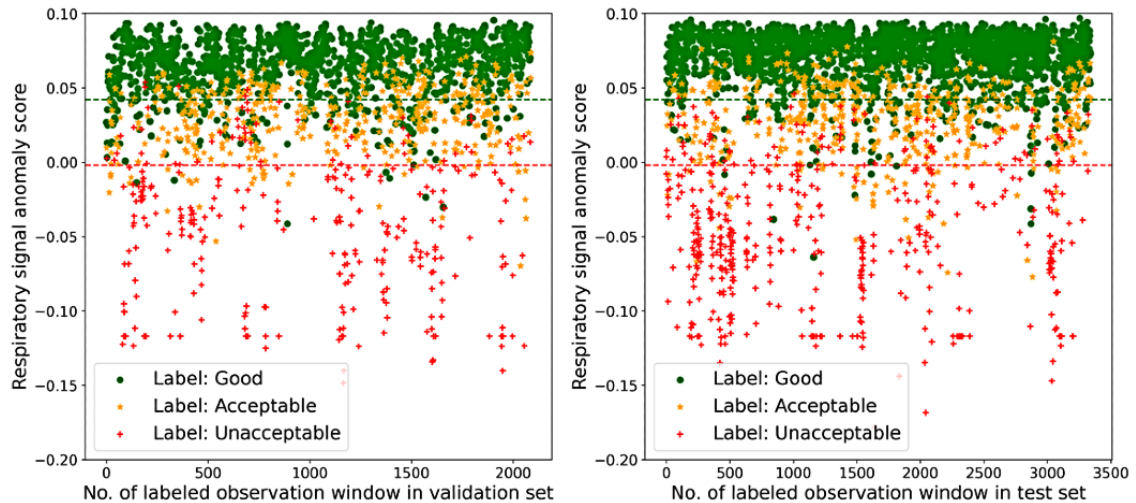 0.10
0.05
0.00
−0.05
−0.10
−0.15
−0.20
Respiratory signal anomaly score
Label: Good
Label: Acceptable
Label: Unacceptable
0 500 1000 1500 2000
No. of labeled observation window in validation set
0.10
0.05
0.00
−0.05
−0.10
−0.15
−0.20
Respiratory signal anomaly score
Label: Good
Label: Acceptable
Label: Unacceptable
0 500 1000 1500 2000 2500 3000 3500
No. of labeled observation window in test set